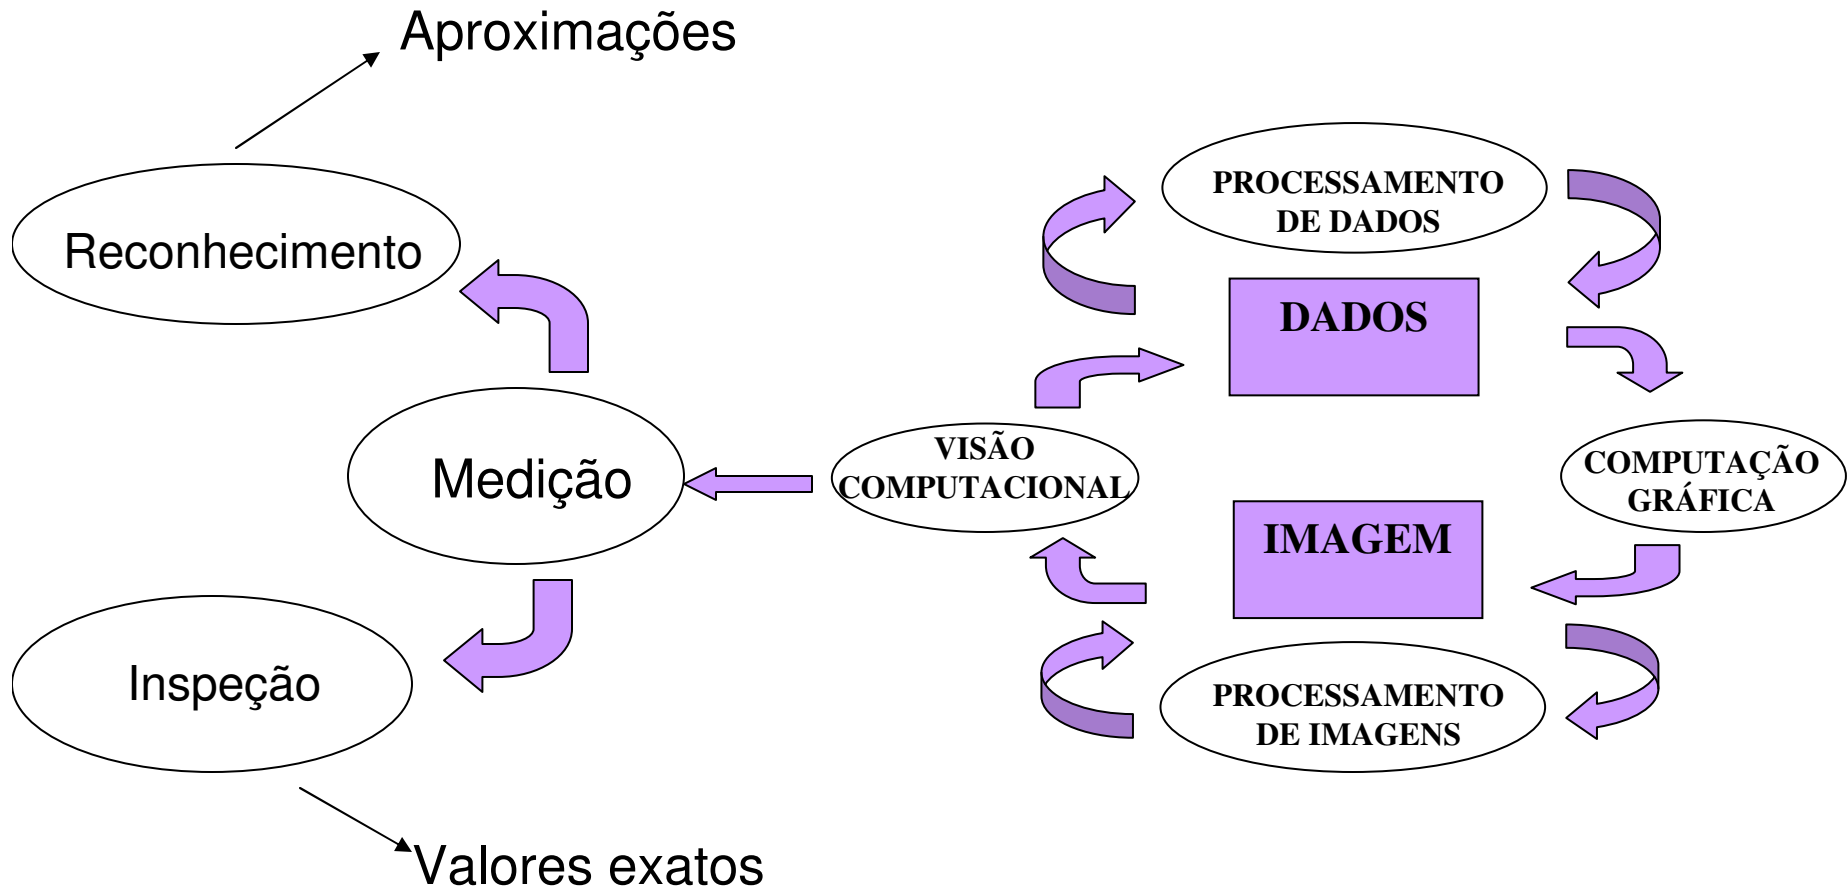 Aproximações
Reconhecimento
Medição
Inspeção
Valores exatos
PROCESSAMENTO
DE DADOS
DADOS
VISÃO
COMPUTACIONAL
COMPUTAÇÃO
GRÁFICA
IMAGEM
PROCESSAMENTO
DE IMAGENS